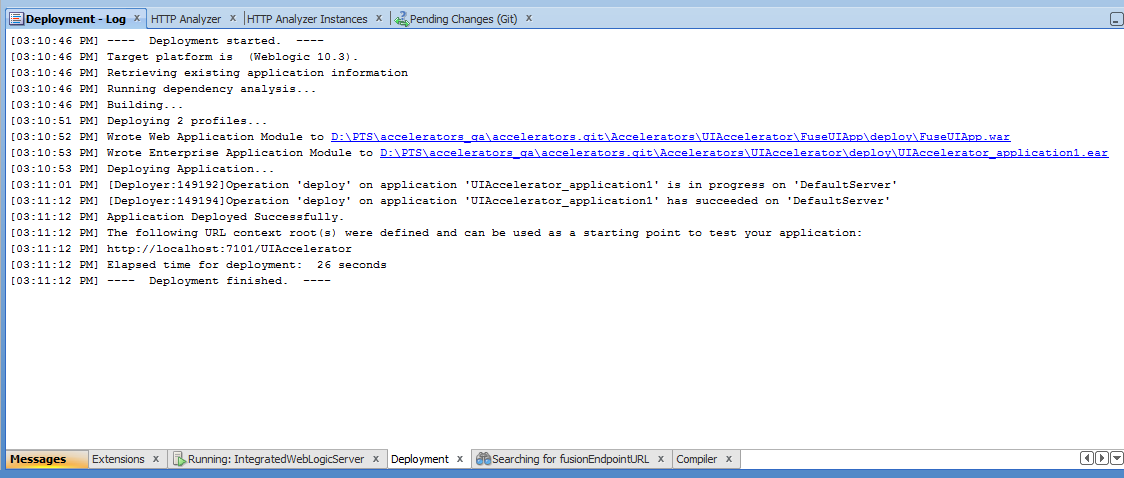 Deployment - Log x HTTP Analyzer x HTTP Analyzer Instances x Pending Changes (Git) x
[03:10:46 PM] ----  Deployment started.  ----
[03:10:46 PM] Target platform is  (Weblogic 10.3).
[03:10:46 PM] Retrieving existing application information
[03:10:46 PM] Running dependency analysis...
[03:10:46 PM] Building...
[03:10:51 PM] Deploying 2 profiles...
[03:10:52 PM] Wrote Web Application Module to D:\PTS\accelerators_qa\accelerators.git\Accelerators\UIAccelerator\FuseUIApp\deploy\FuseUIApp.war
[03:10:53 PM] Wrote Enterprise Application Module to D:\PTS\accelerators_qa\accelerators.git\Accelerators\UIAccelerator\deploy\UIAccelerator_application1.ear
[03:10:53 PM] Deploying Application...
[03:11:01 PM] [Deployer:149192]Operation 'deploy' on application 'UIAccelerator_application1' is in progress on 'DefaultServer'
[03:11:12 PM] [Deployer:149194]Operation 'deploy' on application 'UIAccelerator_application1' has succeeded on 'DefaultServer'
[03:11:12 PM] Application Deployed Successfully.
[03:11:12 PM] The following URL context root(s) were defined and can be used as a starting point to test your application:
[03:11:12 PM] http://localhost:7101/UIAccelerator
[03:11:12 PM] Elapsed time for deployment:  26 seconds
[03:11:12 PM] ----  Deployment finished.  ----
Messages Extensions x Running: IntegratedWebLogicServer x Deployment x Searching for fusionEndpointURL x Compiler x